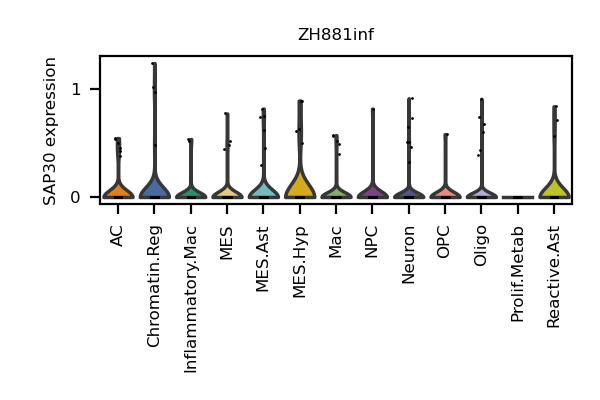 ZH881inf
SAP30 expression
1
0
AC
Chromatin.Reg
Inflammatory.Mac
MES
MES.Ast
MES.Hyp
Mac
NPC
Neuron
OPC
Oligo
Prolif.Metab
Reactive.Ast